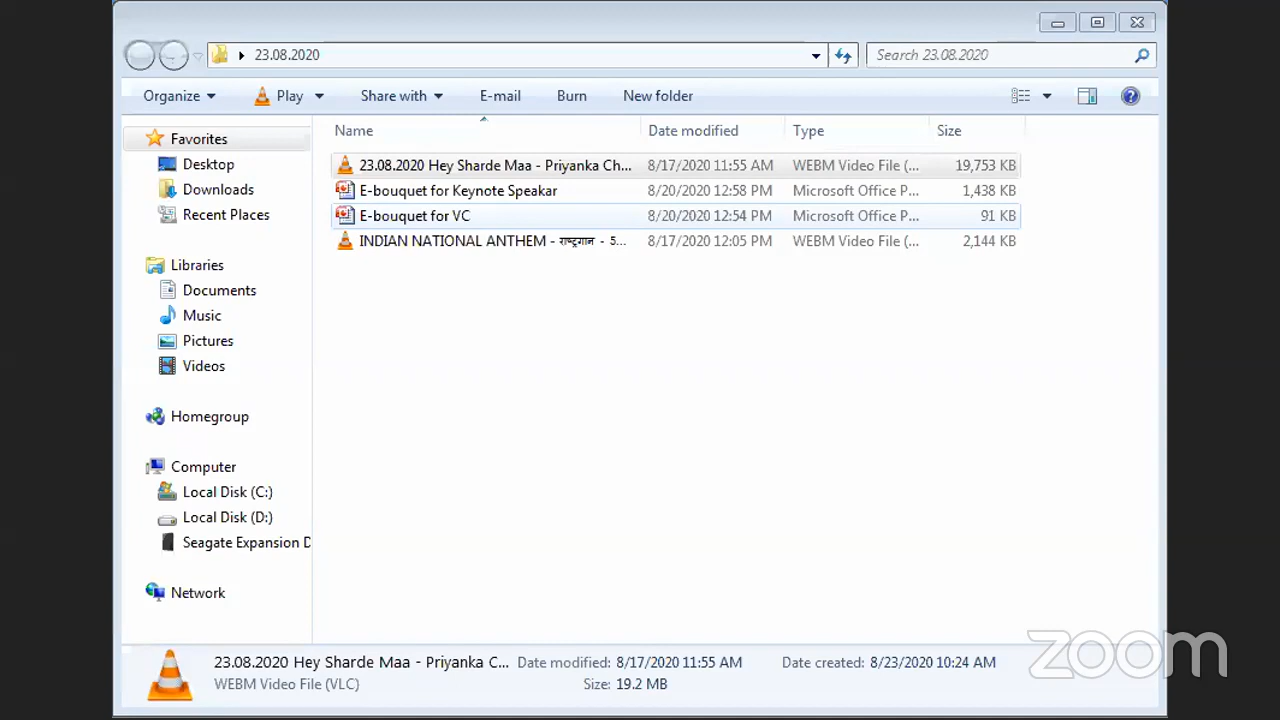 23.08.2020
Search 23.08.2020
Organize Play Share with E-mail Burn New folder
Name Date modified Type Size
Favorites
Desktop
Downloads
Recent Places
Libraries
Documents
Music
Pictures
Videos
Homegroup
Computer
Local Disk (C:)
Local Disk (D:)
Seagate Expansion D
Network
23.08.2020 Hey Sharde Maa - Priyanka Ch... 8/17/2020 11:55 AM WEBM Video File (... 19,753 KB
E-bouquet for Keynote Speakar 8/20/2020 12:58 PM Microsoft Office P... 1,438 KB
E-bouquet for VC 8/20/2020 12:54 PM Microsoft Office P... 91 KB
INDIAN NATIONAL ANTHEM - राष्ट्रगान - 5... 8/17/2020 12:05 PM WEBM Video File (... 2,144 KB
23.08.2020 Hey Sharde Maa - Priyanka C... Date modified: 8/17/2020 11:55 AM Date created: 8/23/2020 10:24 AM
WEBM Video File (VLC) Size: 19.2 MB
zoom